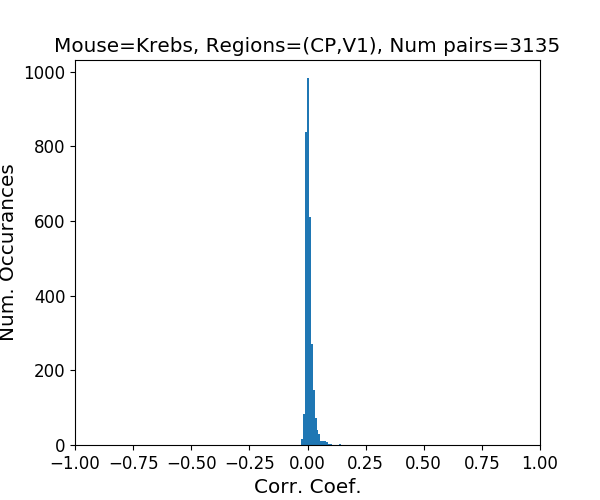 Mouse=Krebs, Regions=(CP,V1), Num pairs=3135
1000
800
600
400
200
0
Num. Occurances
−1.00 −0.75 −0.50 −0.25 0.00 0.25 0.50 0.75 1.00
Corr. Coef.